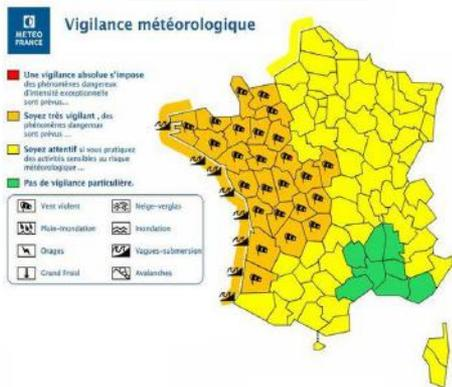 METEO
FRANCE
Vigilance météorologique
Une vigilance absolue s'impose
des phénomènes dangereux
d'intensité exceptionnelle
sont prévus...
Soyez très vigilant, des
phénomènes dangereux
sont prévus ...
Soyez attentif si vous pratiquez
des activités sensibles au risque
météorologique ...
Pas de vigilance particulière.
Vent violent
Neige-verglas
Pluie-Inondation
Inondation
Orages
Vagues-submersion
Grand Froid
Avalanches